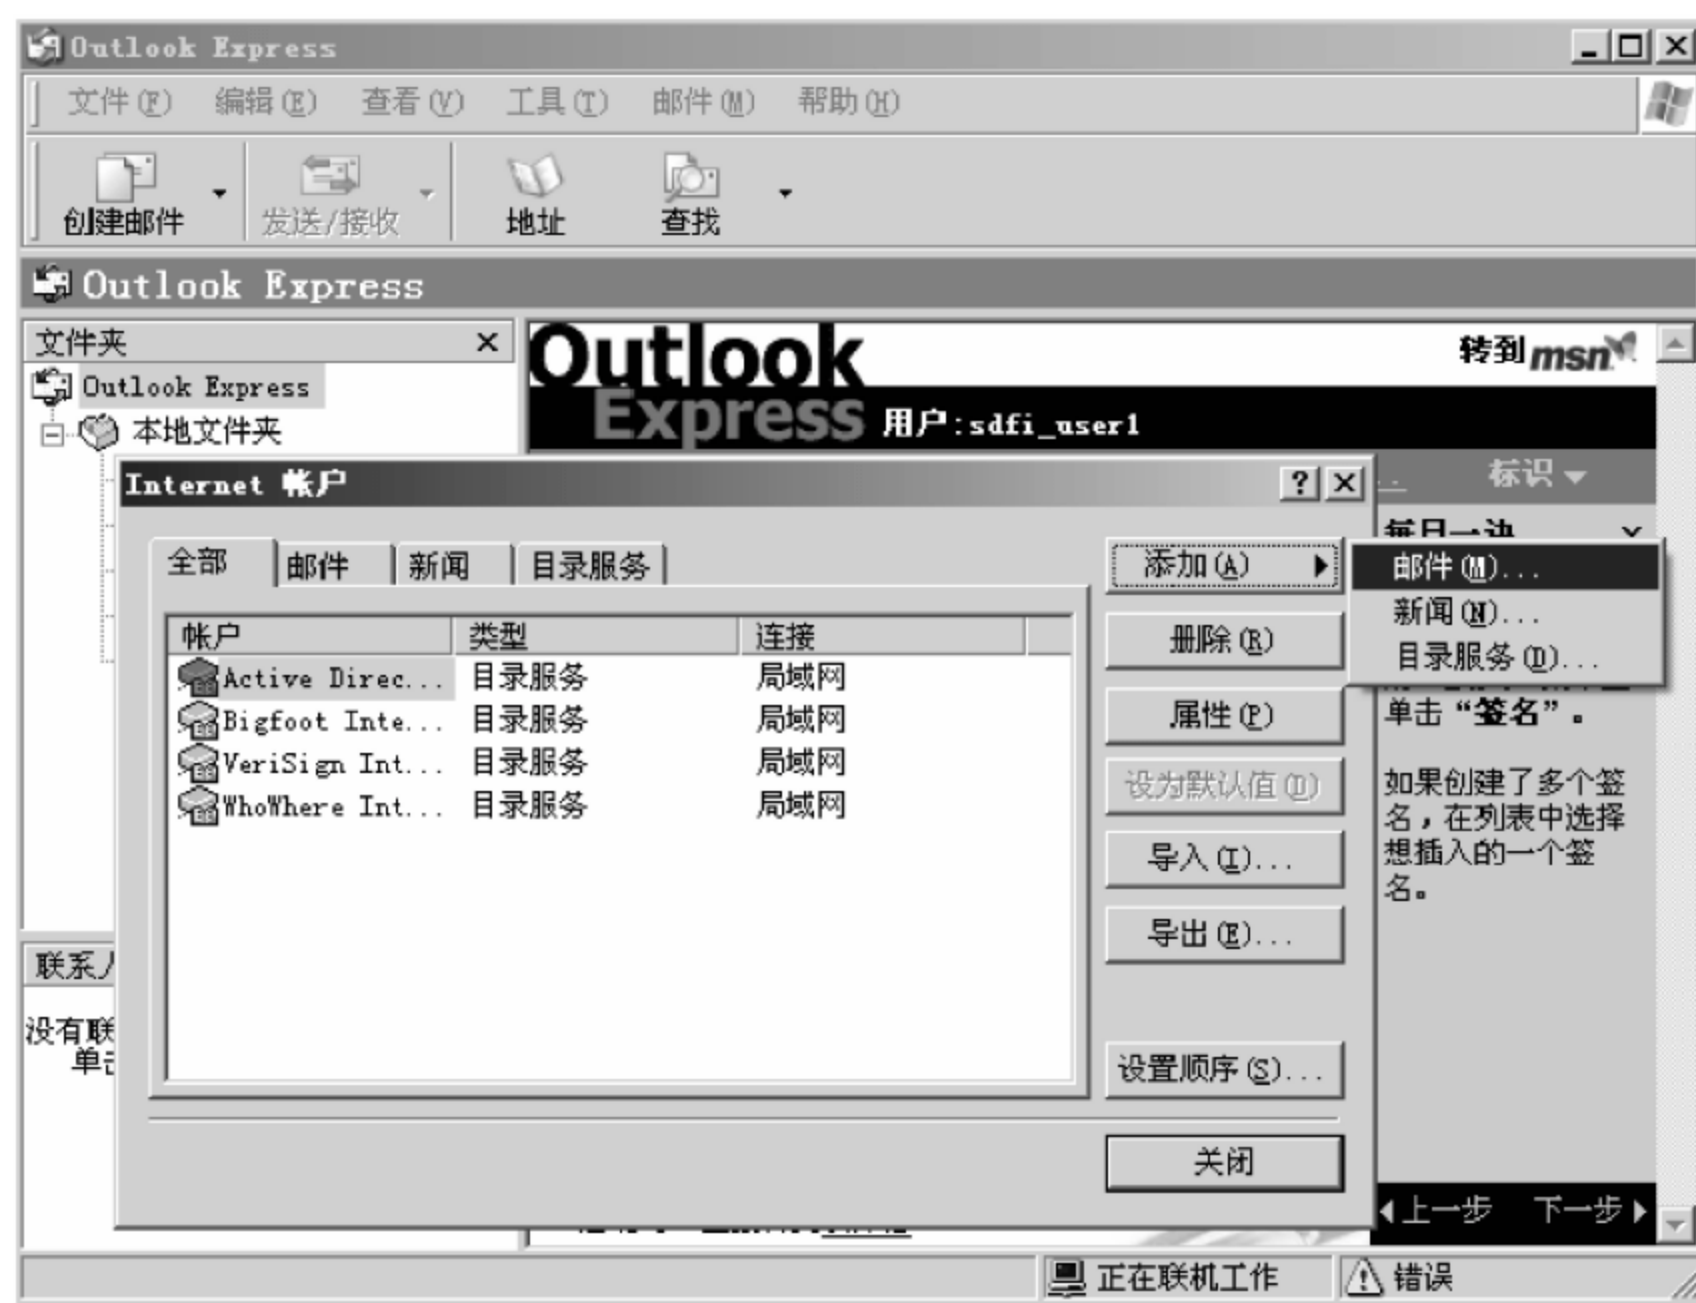 Outlook Express
文件(F) 编辑(E) 查看(V) 工具(T) 邮件(M) 帮助(H)
创建邮件 发送/接收 地址 查找
Outlook Express
文件夹
Outlook Express
本地文件夹
Outlook
Express
转到 msn
用户:sdfi_user1
标识
Internet 帐户
全部 邮件 新闻 目录服务
帐户 类型 连接
Active Direc... 目录服务 局域网
Bigfoot Inte... 目录服务 局域网
VeriSign Int... 目录服务 局域网
WhoWhere Int... 目录服务 局域网
添加(A)
删除(R)
属性(P)
设为默认值(D)
导入(I)...
导出(E)...
设置顺序(S)...
关闭
邮件(M)...
新闻(N)...
目录服务(D)...
单击“签名”。
如果创建了多个签
名,在列表中选择
想插入的一个签
名。
联系人
没有联
单击
上一步 下一步
正在联机工作 错误